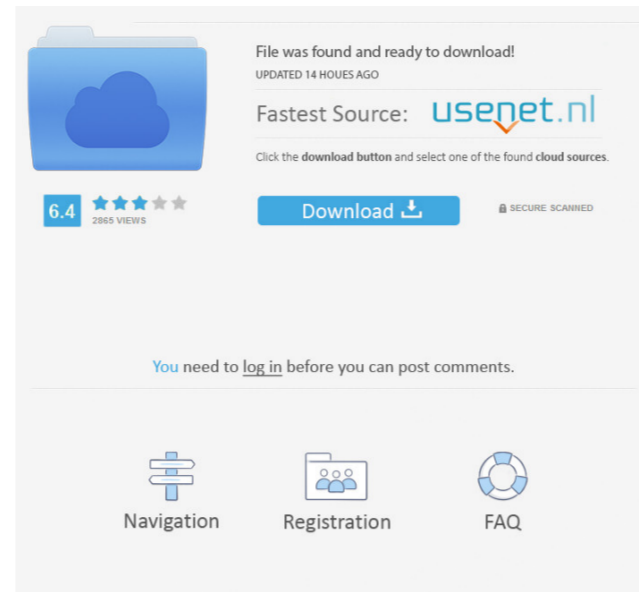 File was found and ready to download!
UPDATED 14 HOUES AGO
Fastest Source: usenet.nl
Click the download button and select one of the found cloud sources.
6.4
2865 VIEWS
Download
SECURE SCANNED
You need to log in before you can post comments.
Navigation
Registration
FAQ